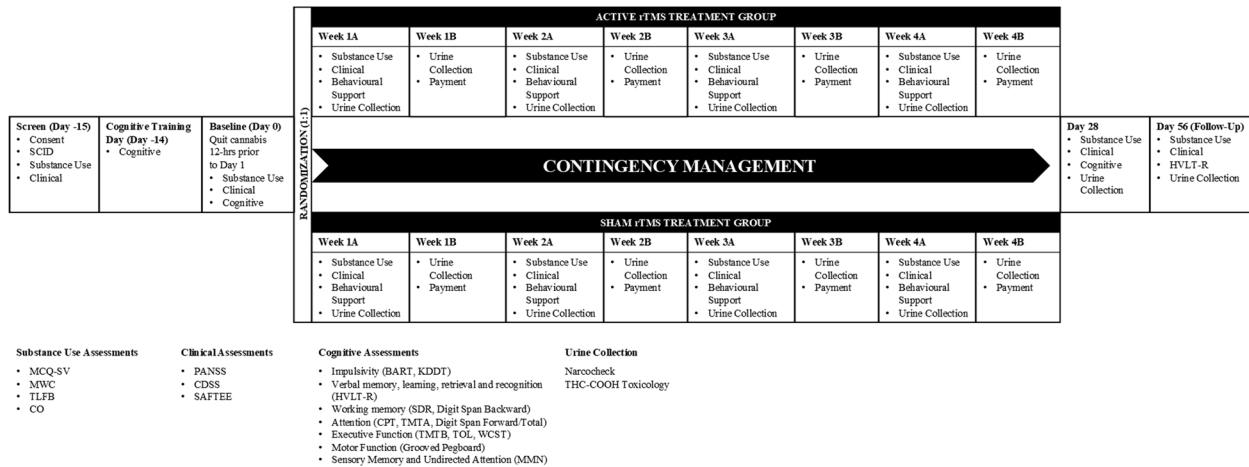 ACTIVE rTMS TREATMENT GROUP
Week 1A
• Substance Use
• Clinical
• Behavioural
Support
• Urine Collection
Week 1B
• Urine
Collection
• Payment
Week 2A
• Substance Use
• Clinical
• Behavioural
Support
• Urine Collection
Week 2B
• Urine
Collection
• Payment
Week 3A
• Substance Use
• Clinical
• Behavioural
Support
• Urine Collection
Week 3B
• Urine
Collection
• Payment
Week 4A
• Substance Use
• Clinical
• Behavioural
Support
• Urine Collection
Week 4B
• Urine
Collection
• Payment
Screen (Day -15)
• Consent
• SCID
• Substance Use
• Clinical
Cognitive Training
Day (Day -14)
• Cognitive
Baseline (Day 0)
Quit cannabis
12-hrs prior
to Day 1
• Substance Use
• Clinical
• Cognitive
RANDOMIZATION (1:1)
CONTINGENCY MANAGEMENT
Day 28
• Substance Use
• Clinical
• Cognitive
• Urine
Collection
Day 56 (Follow-Up)
• Substance Use
• Clinical
• HVLT-R
• Urine Collection
SHAM rTMS TREATMENT GROUP
Week 1A
• Substance Use
• Clinical
• Behavioural
Support
• Urine Collection
Week 1B
• Urine
Collection
• Payment
Week 2A
• Substance Use
• Clinical
• Behavioural
Support
• Urine Collection
Week 2B
• Urine
Collection
• Payment
Week 3A
• Substance Use
• Clinical
• Behavioural
Support
• Urine Collection
Week 3B
• Urine
Collection
• Payment
Week 4A
• Substance Use
• Clinical
• Behavioural
Support
• Urine Collection
Week 4B
• Urine
Collection
• Payment
Substance Use Assessments
• MCQ-SV
• MWC
• TLFB
• CO
Clinical Assessments
• PANSS
• CDSS
• SAFTEE
Cognitive Assessments
• Impulsivity (BART, KDDT)
• Verbal memory, learning, retrieval and recognition
(HVLT-R)
• Working memory (SDR, Digit Span Backward)
• Attention (CPT, TMTA, Digit Span Forward/Total)
• Executive Function (TMTB, TOL, WCST)
• Motor Function (Grooved Pegboard)
• Sensory Memory and Undirected Attention (MMN)
Urine Collection
Narcocheck
THC-COOH Toxicology